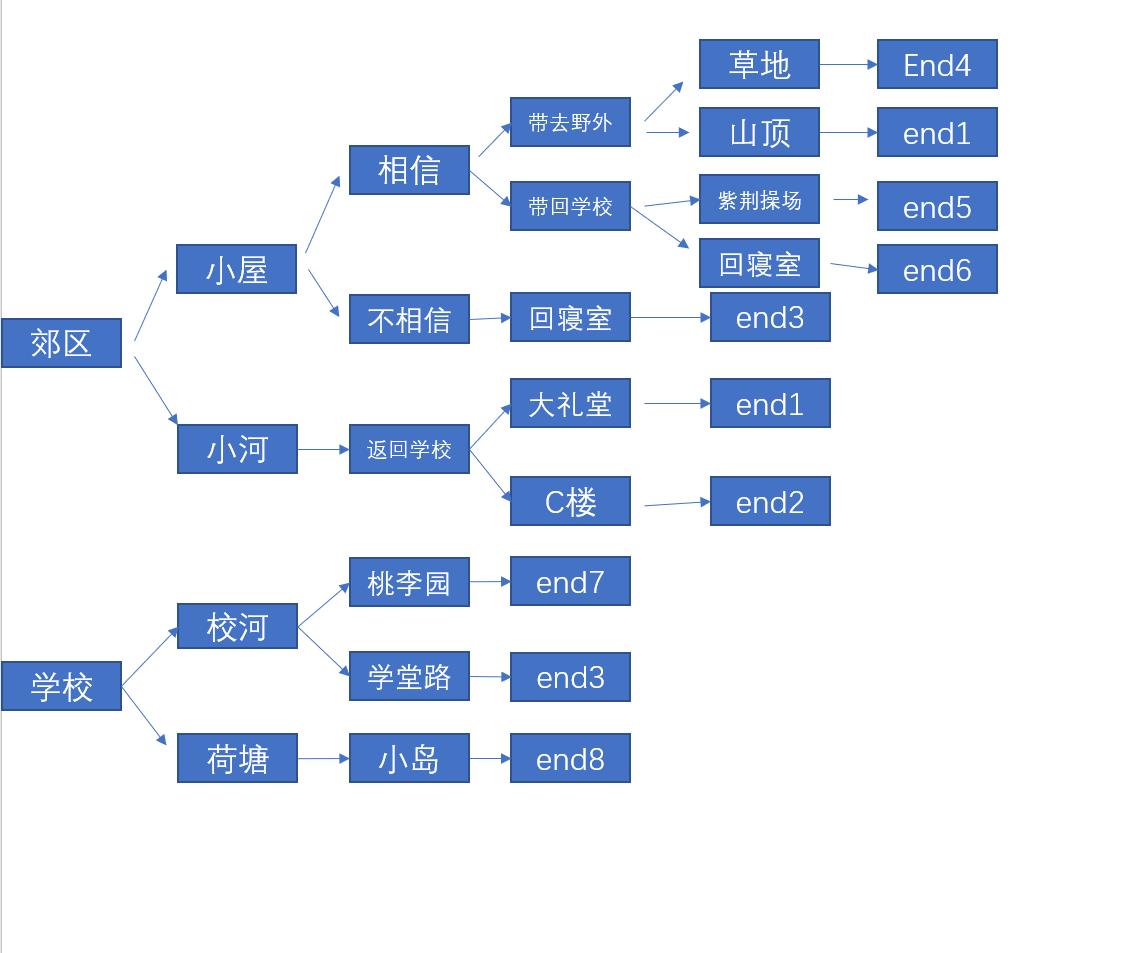 草地
End4
带去野外
山顶
end1
相信
带回学校
紫荆操场
end5
小屋
回寝室
end6
不相信
回寝室
end3
郊区
大礼堂
end1
小河
返回学校
C楼
end2
桃李园
end7
校河
学堂路
end3
学校
荷塘
小岛
end8